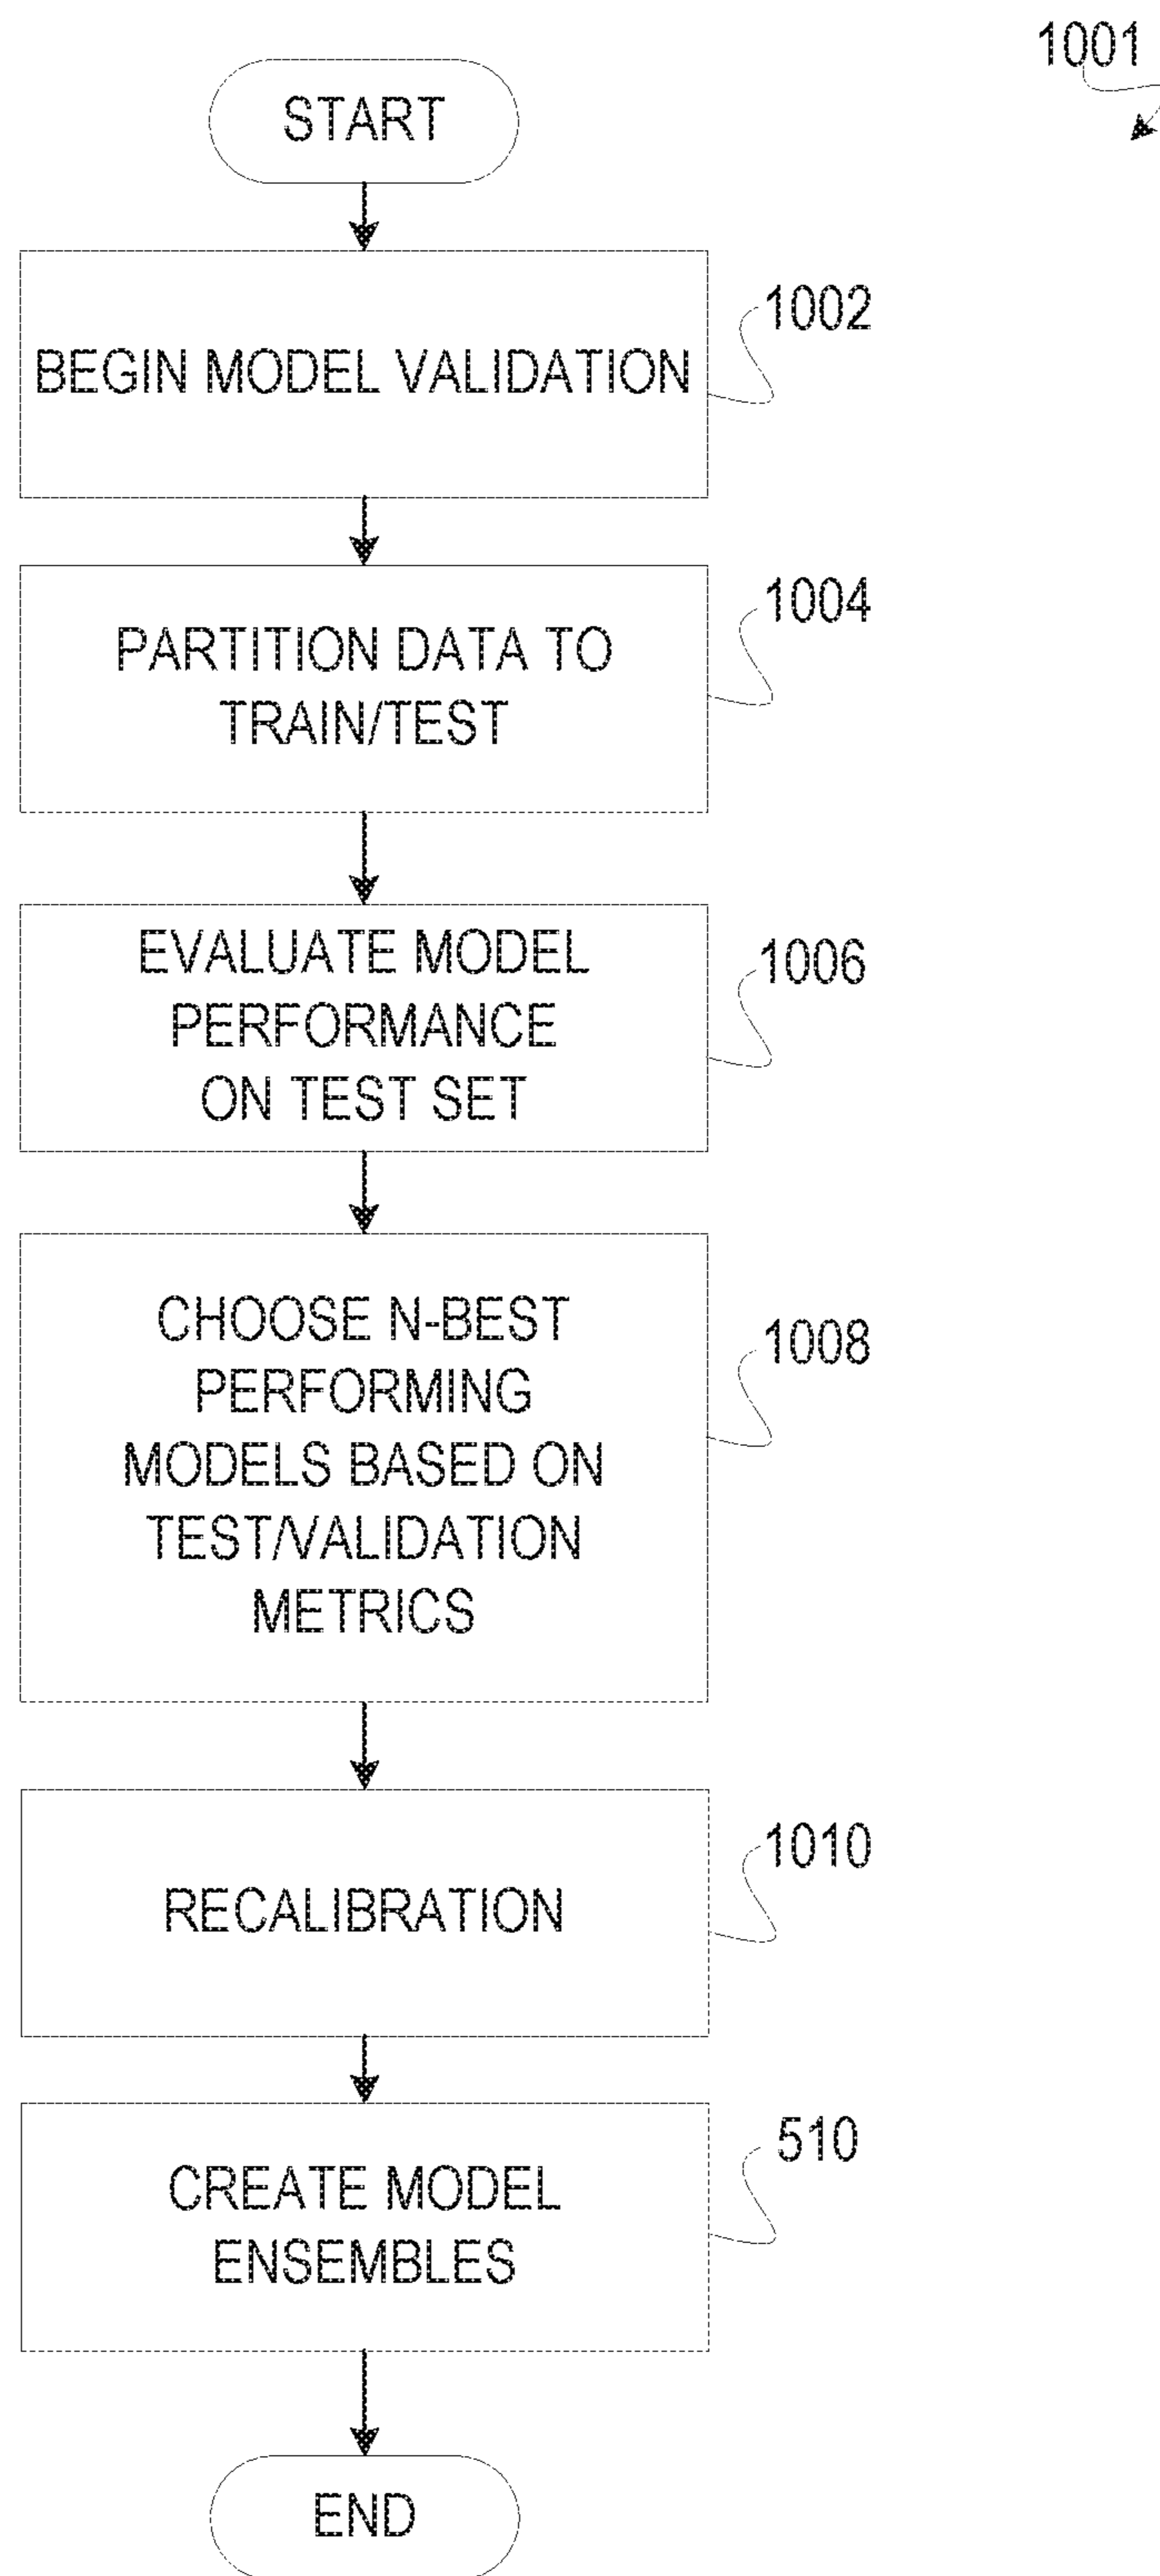 1001
START
BEGIN MODEL VALIDATION
1002
PARTITION DATA TO
TRAIN/TEST
1004
EVALUATE MODEL
PERFORMANCE
ON TEST SET
1006
CHOOSE N-BEST
PERFORMING
MODELS BASED ON
TEST/VALIDATION
METRICS
1008
RECALIBRATION
1010
CREATE MODEL
ENSEMBLES
510
END